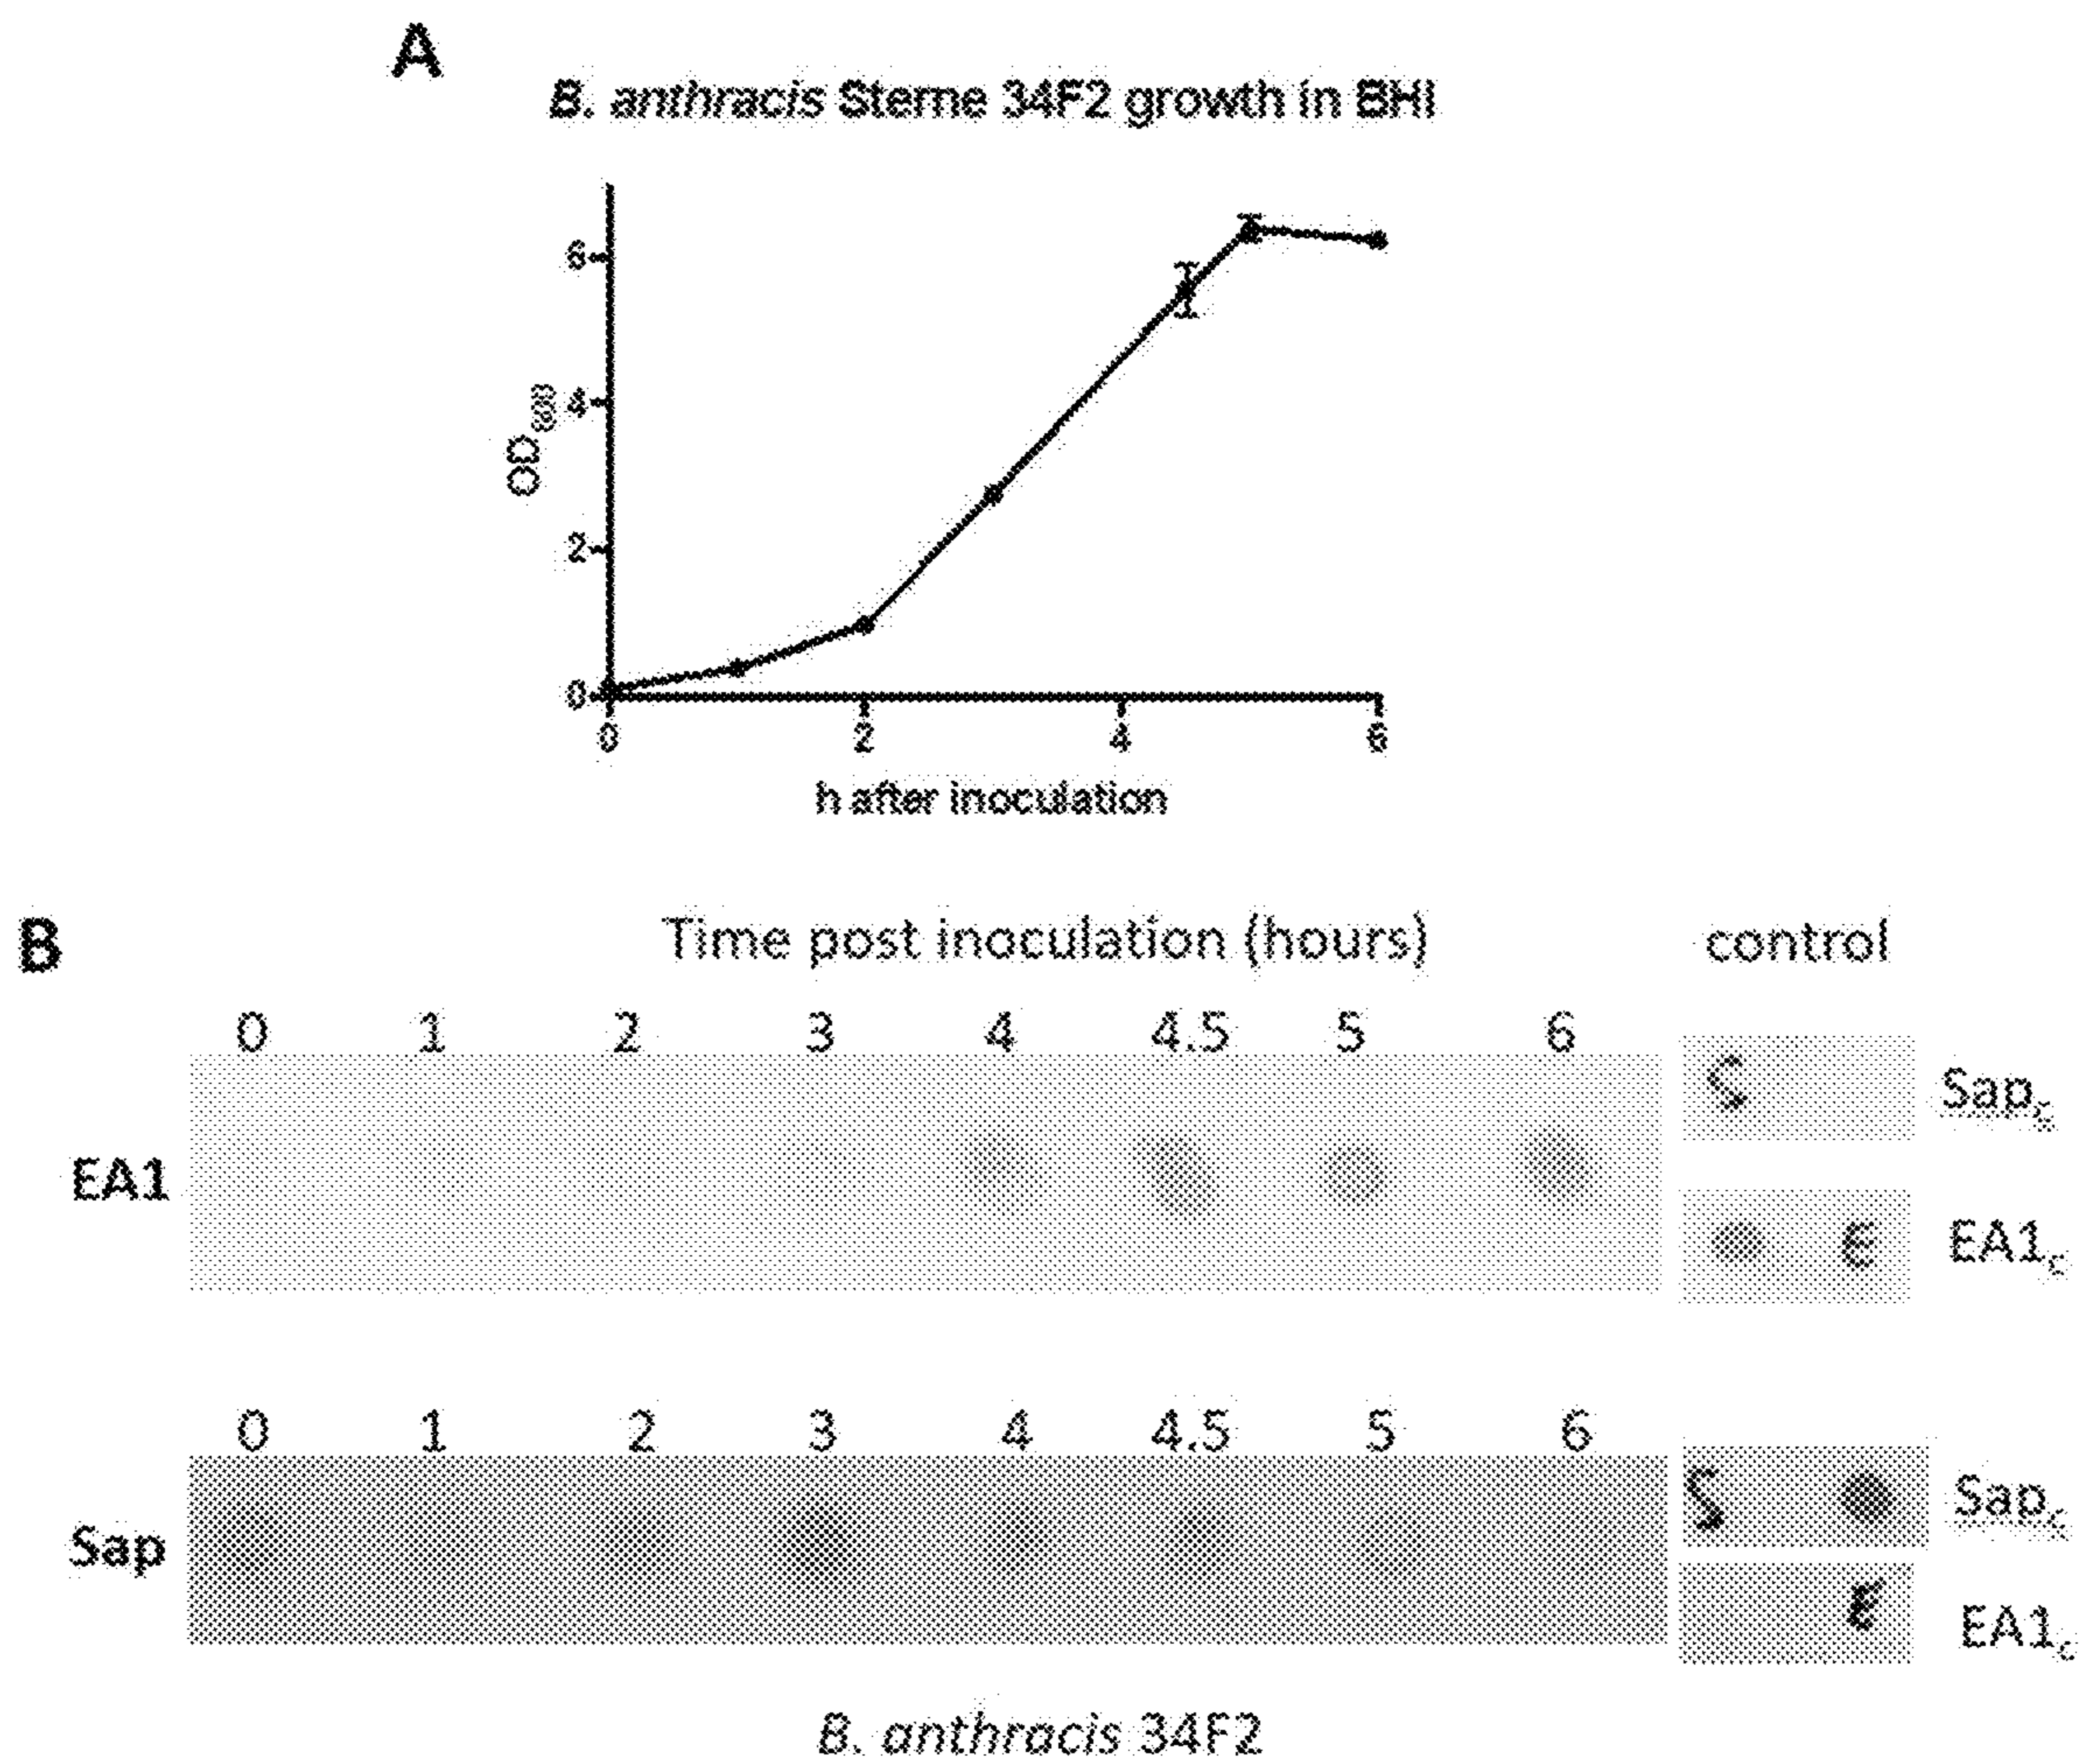 A
B. anthracis Sterne 34F2 growth in BHI
6
4
2
0
OD600
0 2 4 6
h after inoculation
B
Time post inoculation (hours) control
0 1 2 3 4 4.5 5 6
EA1
S Sapc
E EA1c
0 1 2 3 4 4.5 5 6
Sap
S Sapc
E EA1c
B. anthracis 34F2